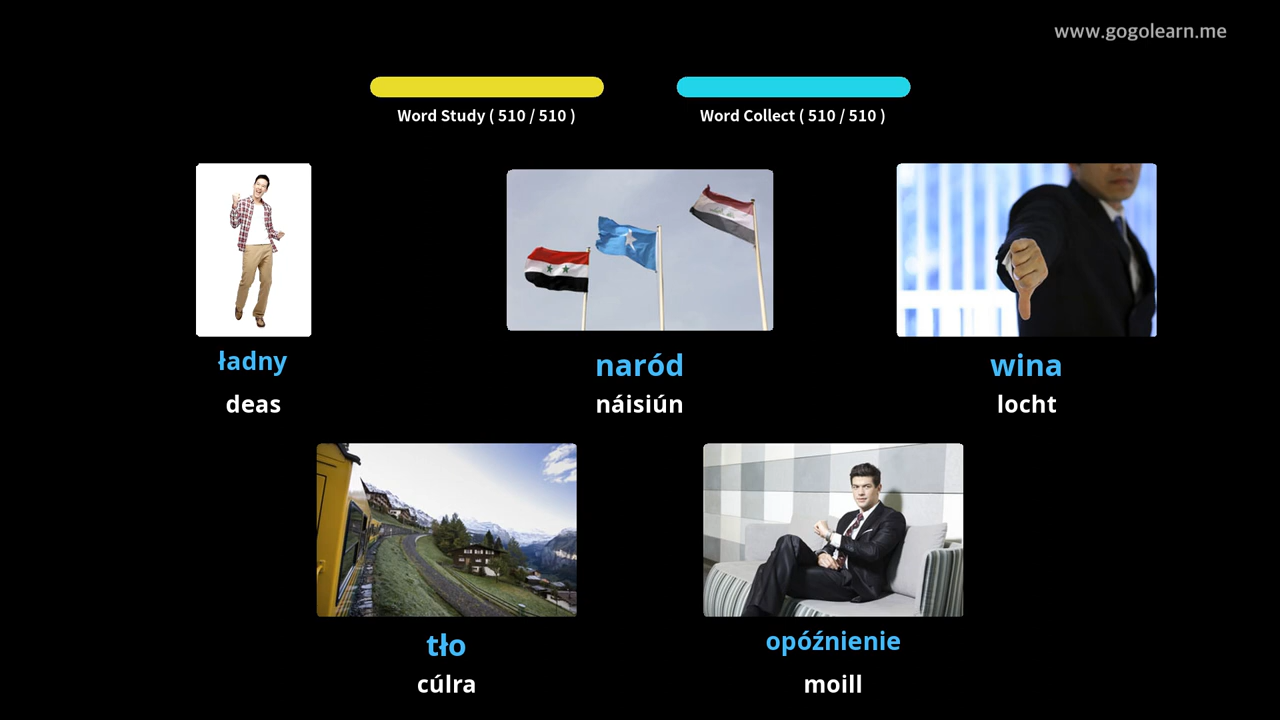 www.gogolearn.me
Word Study ( 510 / 510 )
Word Collect ( 510 / 510 )
ładny
deas
naród
náisiún
wina
locht
tło
cúlra
opóźnienie
moill